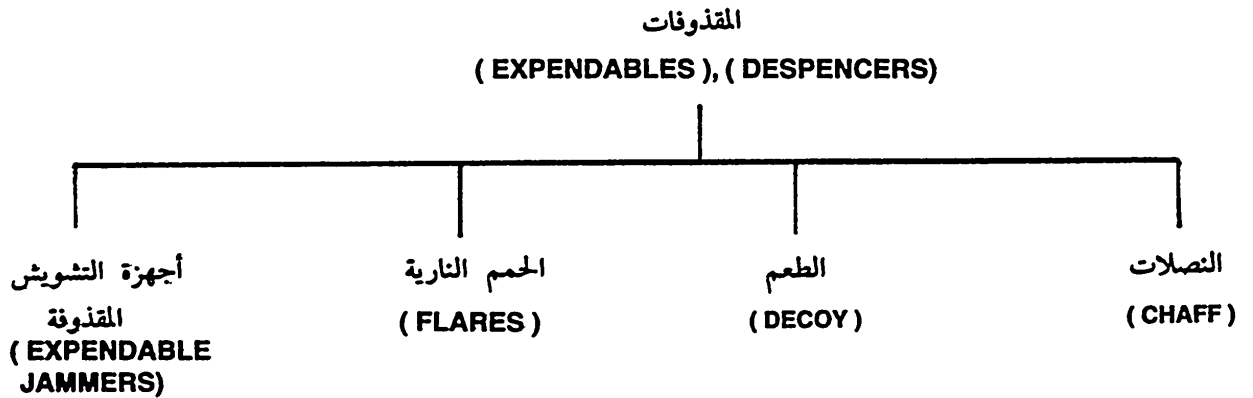 المقذوفات
( EXPENDABLES ), ( DESPENCERS)
النصلات
( CHAFF )
الطعم
( DECOY )
الحمم النارية
( FLARES )
أجهزة التشويش
المقذوفة
( EXPENDABLE
JAMMERS)